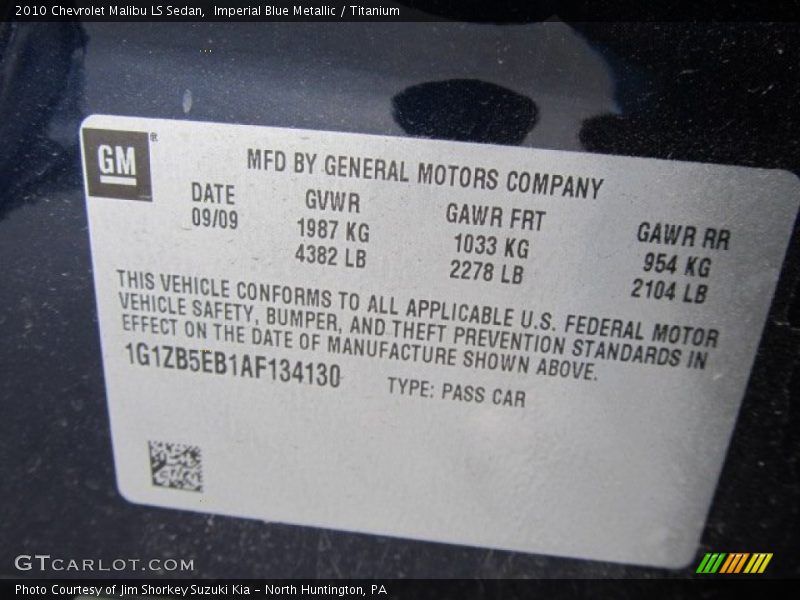 2010 Chevrolet Malibu LS Sedan,  Imperial Blue Metallic / Titanium
GM®
MFD BY GENERAL MOTORS COMPANY
DATE GVWR GAWR FRT GAWR RR
09/09 1987 KG 1033 KG 954 KG
4382 LB 2278 LB 2104 LB
THIS VEHICLE CONFORMS TO ALL APPLICABLE U.S. FEDERAL MOTOR
VEHICLE SAFETY, BUMPER, AND THEFT PREVENTION STANDARDS IN
EFFECT ON THE DATE OF MANUFACTURE SHOWN ABOVE.
1G1ZB5EB1AF134130 TYPE: PASS CAR
GTCARLOT.COM
Photo Courtesy of Jim Shorkey Suzuki Kia - North Huntington, PA